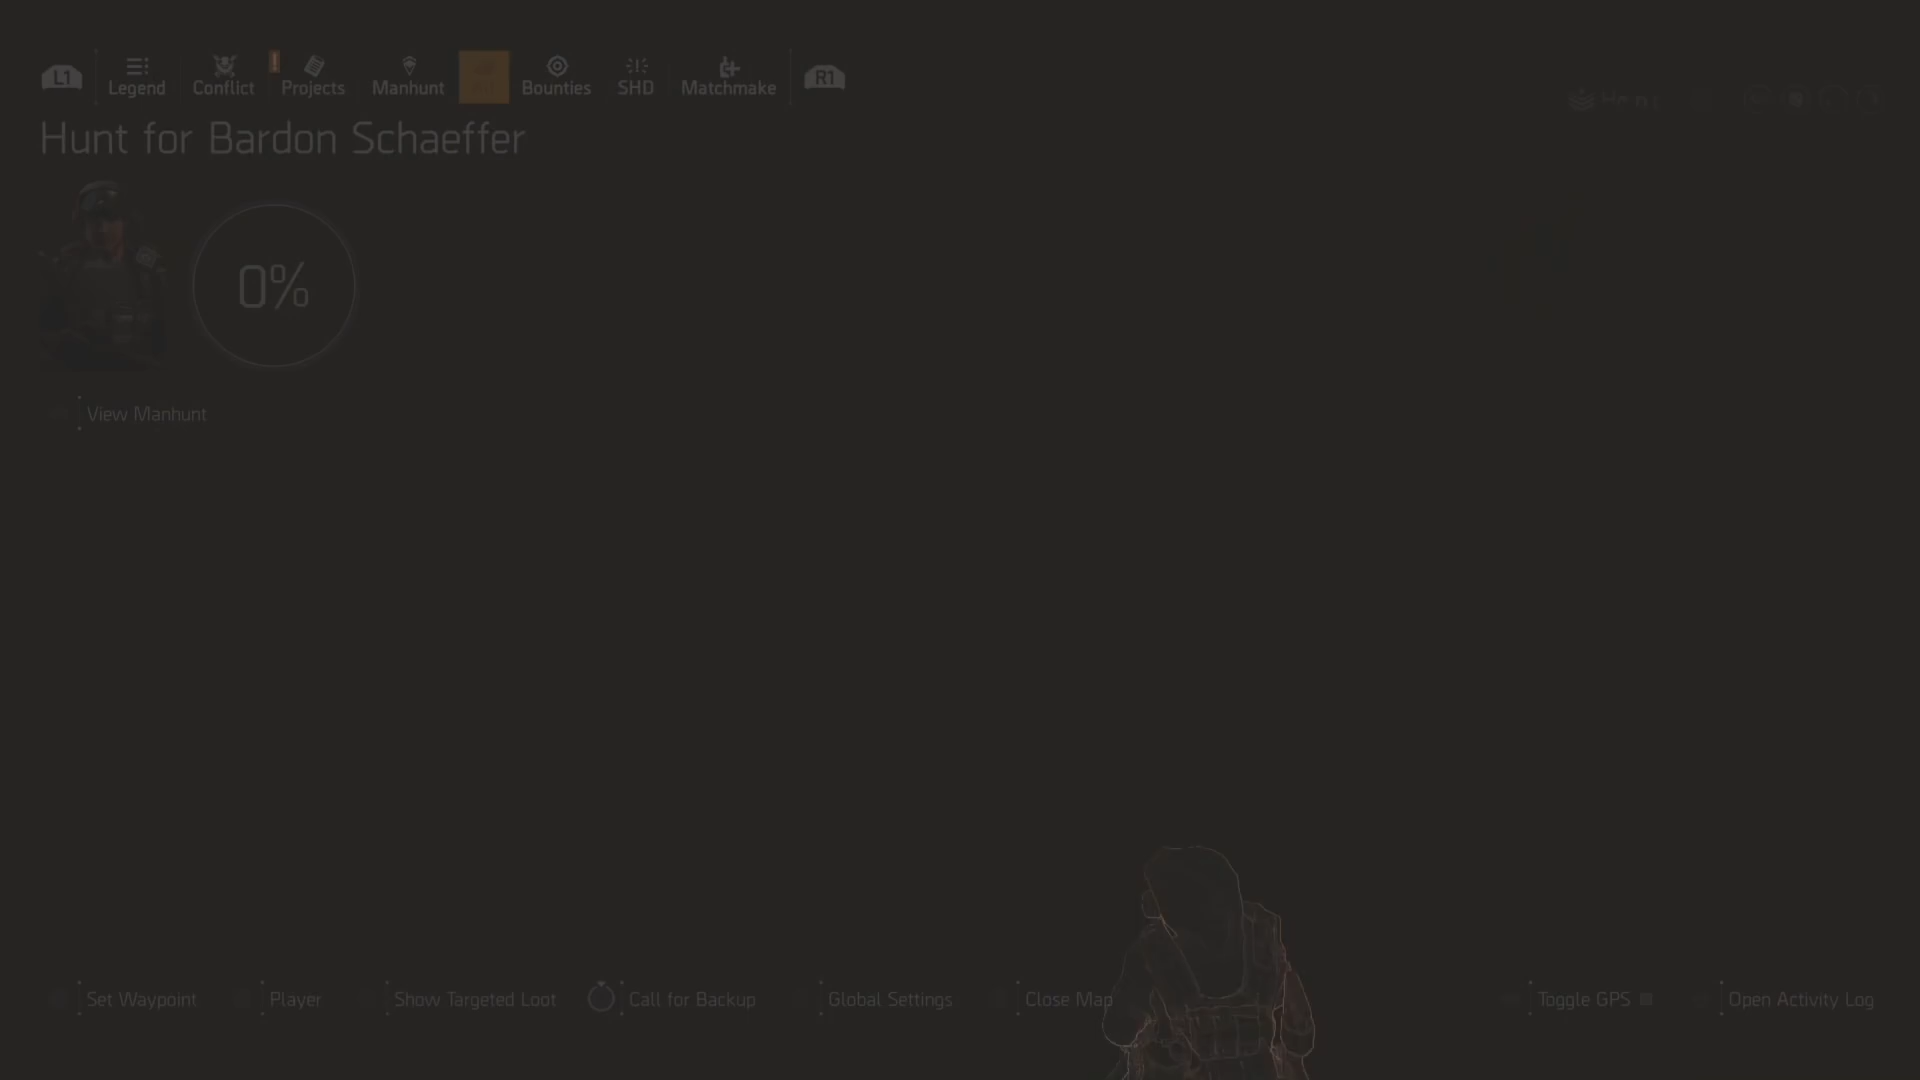 L1
Legend
Conflict
!
Projects
Manhunt
Bounties
SHD
Matchmake
R1
Hunt for Bardon Schaeffer
0%
View Manhunt
Set Waypoint
Player
Show Targeted Loot
Call for Backup
Global Settings
Close Map
Toggle GPS
Open Activity Log